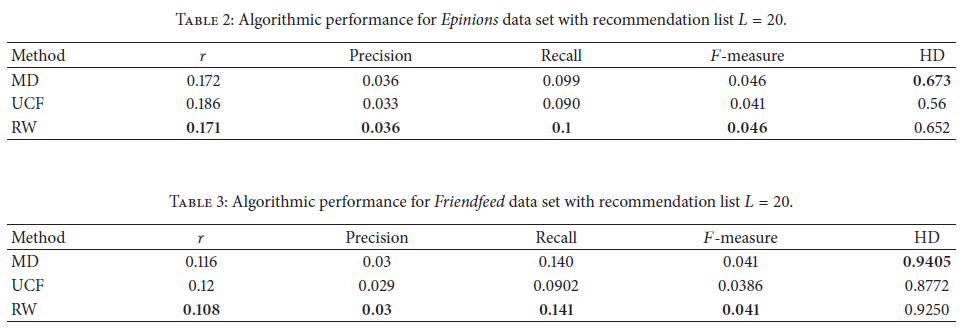 TABLE 2: Algorithmic performance for Epinions data set with recommendation list L = 20.
Method r Precision Recall F-measure HD
MD 0.172 0.036 0.099 0.046 0.673
UCF 0.186 0.033 0.090 0.041 0.56
RW 0.171 0.036 0.1 0.046 0.652
TABLE 3: Algorithmic performance for Friendfeed data set with recommendation list L = 20.
Method r Precision Recall F-measure HD
MD 0.116 0.03 0.140 0.041 0.9405
UCF 0.12 0.029 0.0902 0.0386 0.8772
RW 0.108 0.03 0.141 0.041 0.9250